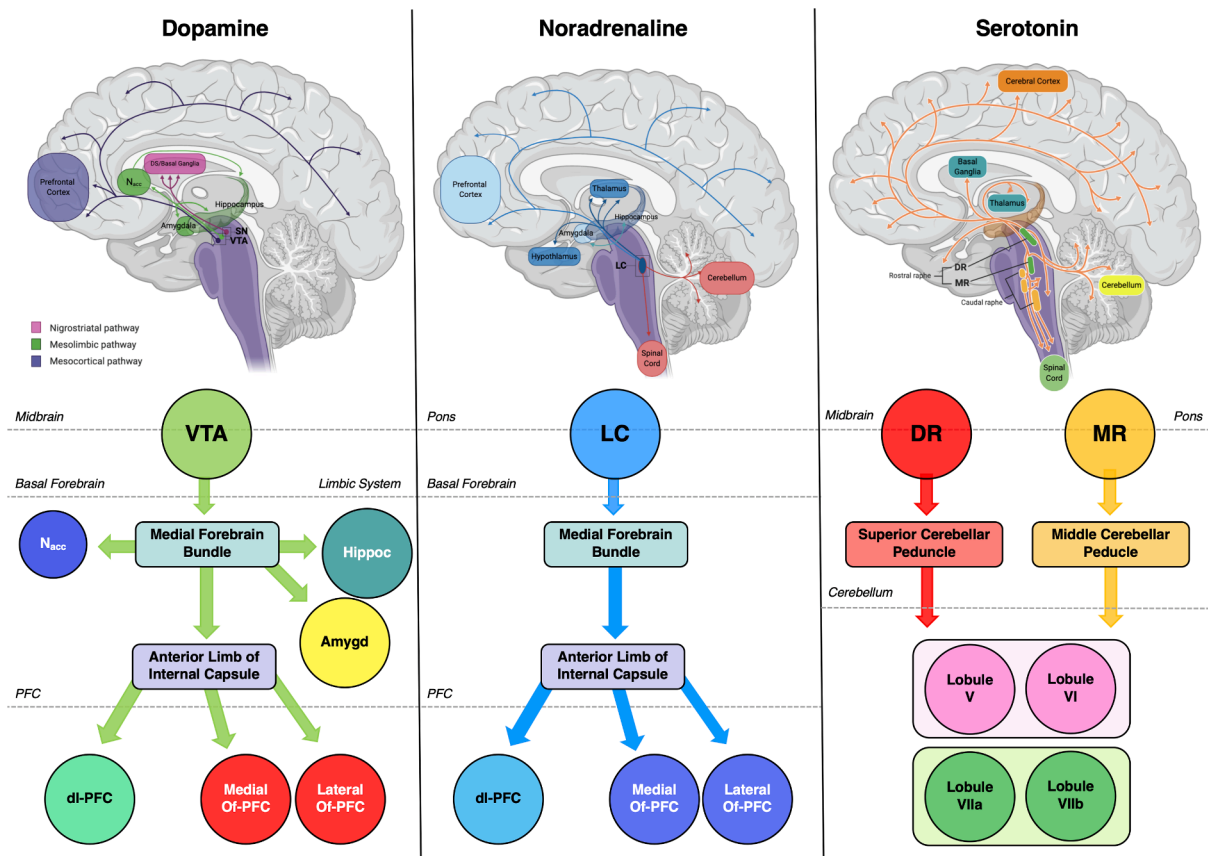 Dopamine
Prefrontal
Cortex
Nacc
DS/Basal Ganglia
Hippocampus
Amygdala
SN
VTA
Nigrostriatal pathway
Mesolimbic pathway
Mesocortical pathway
Noradrenaline
Prefrontal
Cortex
Thalamus
Hippocampus
Amygdala
Hypothlamus
LC
Cerebellum
Spinal
Cord
Serotonin
Cerebral Cortex
Basal
Ganglia
Thalamus
Rostral raphe
DR
MR
Caudal raphe
Cerebellum
Spinal
Cord
Midbrain
VTA
Basal Forebrain
Limbic System
Nacc
Medial Forebrain
Bundle
Hippoc
Amygd
Anterior Limb of
Internal Capsule
PFC
dl-PFC
Medial
Of-PFC
Lateral
Of-PFC
Pons
LC
Basal Forebrain
Medial Forebrain
Bundle
Anterior Limb of
Internal Capsule
PFC
dl-PFC
Medial
Of-PFC
Lateral
Of-PFC
Midbrain
DR
MR
Pons
Superior Cerebellar
Peduncle
Middle Cerebellar
Peducle
Cerebellum
Lobule
V
Lobule
VI
Lobule
VIIa
Lobule
VIIb